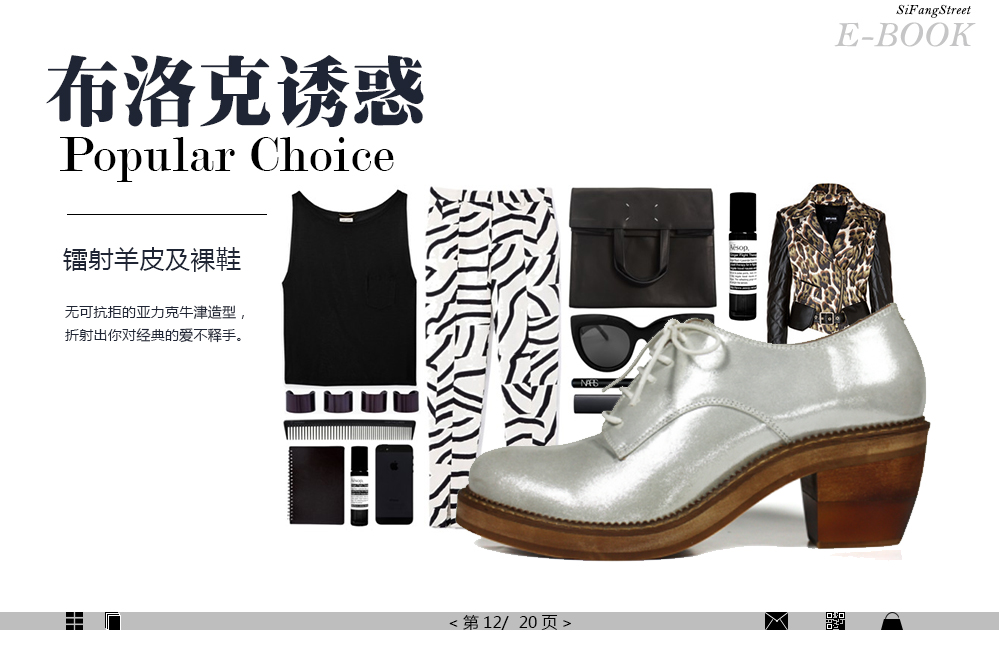 SiFangStreet
E-BOOK
布洛克诱惑
Popular Choice
镭射羊皮及裸鞋
无可抗拒的亚力克牛津造型，
折射出你对经典的爱不释手。
Aēsop.
NARS
Aēsop.
< 第 12/ 20 页 >